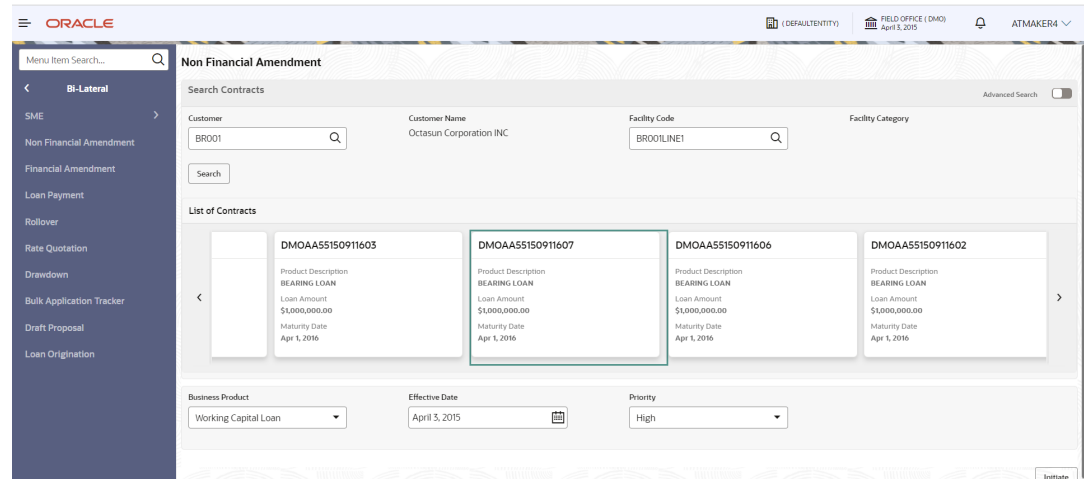 ORACLE
( DEFAULTENTITY)
FIELD OFFICE ( DMO)
April 3, 2015
ATMAKER4
Menu Item Search...
Bi-Lateral
SME
Non Financial Amendment
Financial Amendment
Loan Payment
Rollover
Rate Quotation
Drawdown
Bulk Application Tracker
Draft Proposal
Loan Origination
Non Financial Amendment
Search Contracts
Advanced Search
Customer
Customer Name
Facility Code
Facility Category
BR001
Octasun Corporation INC
BR001LINE1
Search
List of Contracts
DMOAA55150911603
Product Description
BEARING LOAN
Loan Amount
$1,000,000.00
Maturity Date
Apr 1, 2016
DMOAA55150911607
Product Description
BEARING LOAN
Loan Amount
$1,000,000.00
Maturity Date
Apr 1, 2016
DMOAA55150911606
Product Description
BEARING LOAN
Loan Amount
$1,000,000.00
Maturity Date
Apr 1, 2016
DMOAA55150911602
Product Description
BEARING LOAN
Loan Amount
$1,000,000.00
Maturity Date
Apr 1, 2016
Business Product
Effective Date
Priority
Working Capital Loan
April 3, 2015
High
Initiate